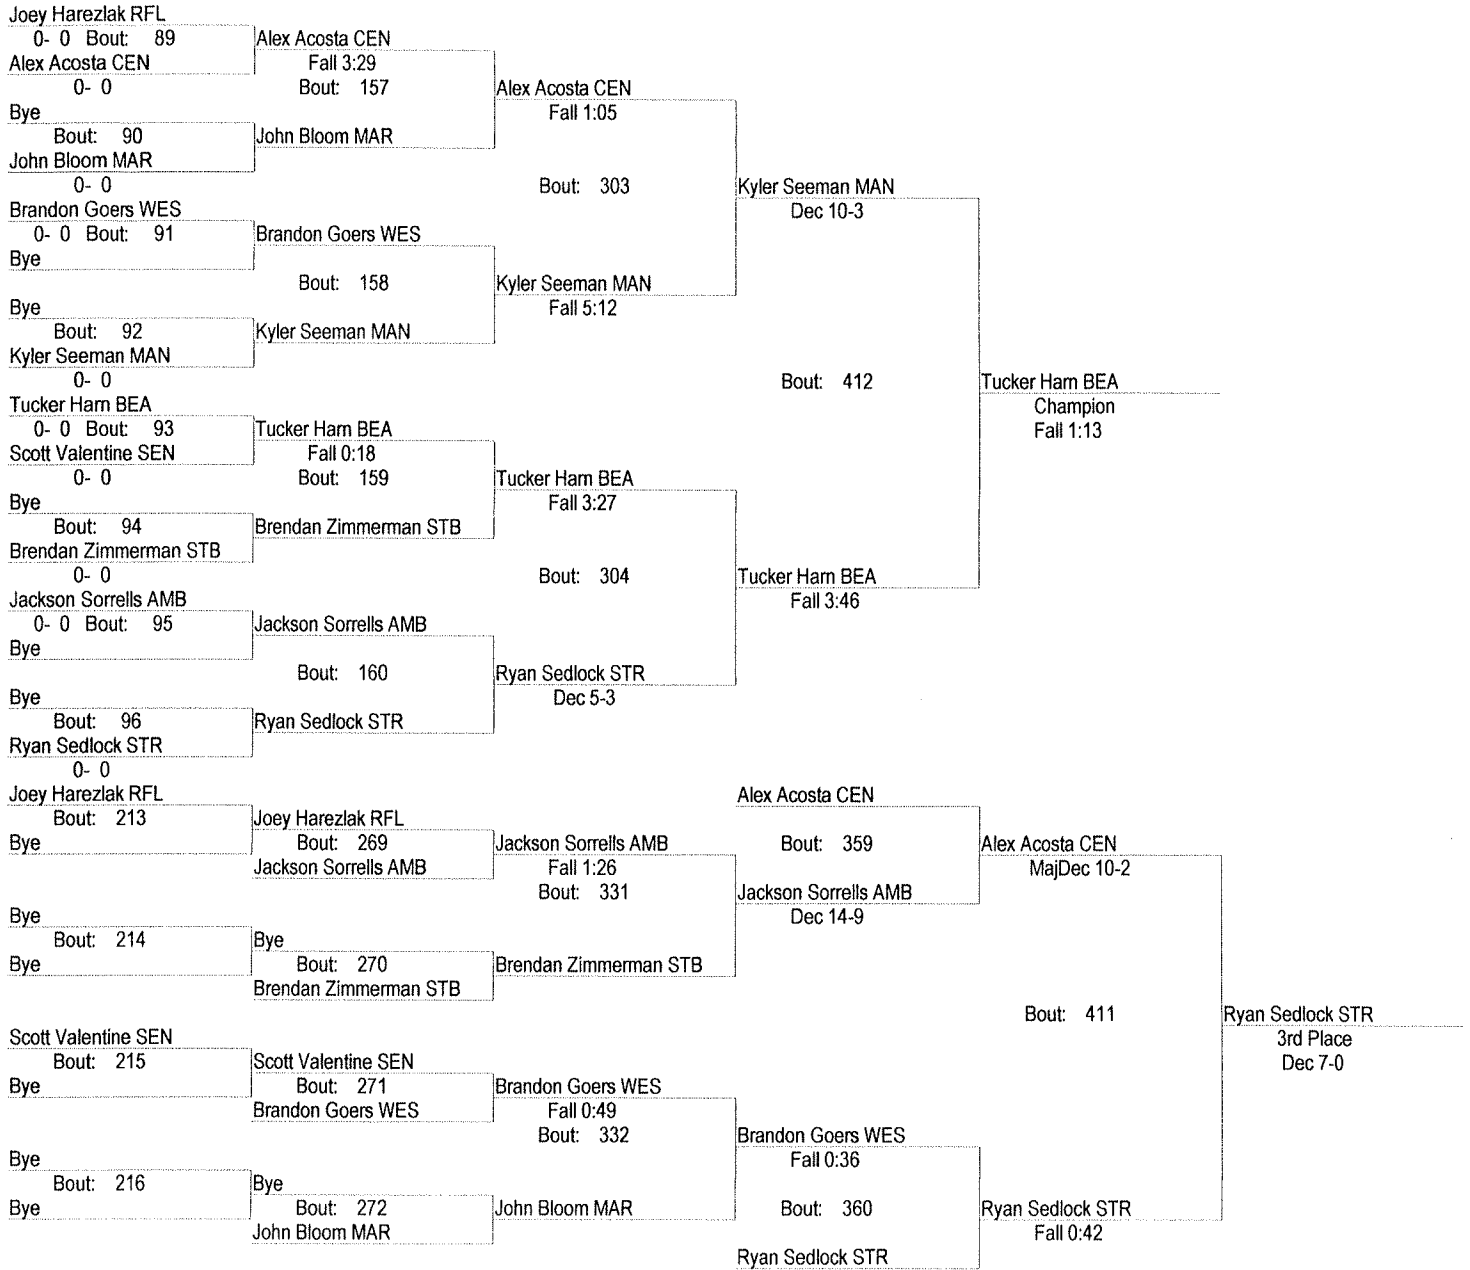 Joey Harezlak RFL
0- 0 Bout: 89
Alex Acosta CEN
0- 0
Bye
Bout: 90
John Bloom MAR
0- 0
Brandon Goers WES
0- 0 Bout: 91
Bye
Bye
Bout: 92
Kyler Seeman MAN
0- 0
Tucker Ham BEA
0- 0 Bout: 93
Scott Valentine SEN
0- 0
Bye
Bout: 94
Brendan Zimmerman STB
0- 0
Jackson Sorrells AMB
0- 0 Bout: 95
Bye
Bye
Bout: 96
Ryan Sedlock STR
0- 0
Alex Acosta CEN
Fall 3:29
Bout: 157
John Bloom MAR
Brandon Goers WES
Bout: 158
Kyler Seeman MAN
Tucker Ham BEA
Fall 0:18
Bout: 159
Brendan Zimmerman STB
Jackson Sorrells AMB
Bout: 160
Ryan Sedlock STR
Alex Acosta CEN
Fall 1:05
Bout: 303
Kyler Seeman MAN
Fall 5:12
Tucker Ham BEA
Fall 3:27
Bout: 304
Ryan Sedlock STR
Dec 5-3
Kyler Seeman MAN
Dec 10-3
Bout: 412
Tucker Ham BEA
Fall 3:46
Tucker Ham BEA
Champion
Fall 1:13
Joey Harezlak RFL
Bout: 213
Bye
Bye
Bout: 214
Bye
Scott Valentine SEN
Bout: 215
Bye
Bye
Bout: 216
Bye
Joey Harezlak RFL
Bout: 269
Jackson Sorrells AMB
Bye
Bout: 270
Brendan Zimmerman STB
Scott Valentine SEN
Bout: 271
Brandon Goers WES
Bye
Bout: 272
John Bloom MAR
Jackson Sorrells AMB
Fall 1:26
Bout: 331
Brendan Zimmerman STB
Brandon Goers WES
Fall 0:49
Bout: 332
John Bloom MAR
Alex Acosta CEN
Bout: 359
Jackson Sorrells AMB
Dec 14-9
Brandon Goers WES
Fall 0:36
Bout: 360
Ryan Sedlock STR
Alex Acosta CEN
MajDec 10-2
Bout: 411
Ryan Sedlock STR
Fall 0:42
Ryan Sedlock STR
3rd Place
Dec 7-0